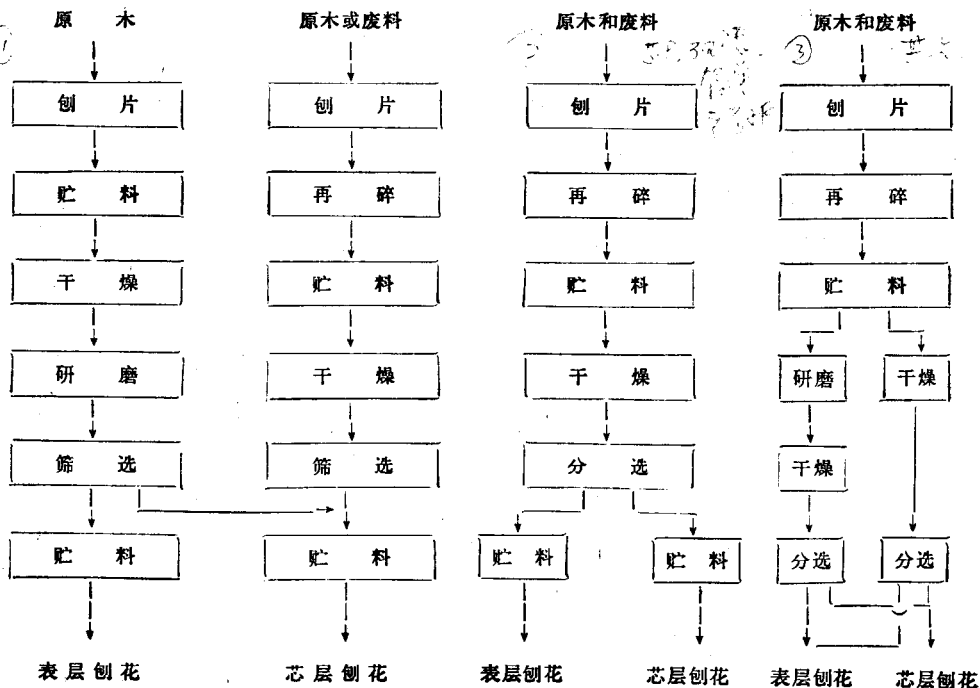 原 木
原木或废料
原木和废料
原木和废料
①
③
刨 片
刨 片
刨 片
刨 片
贮 料
再 碎
再 碎
再 碎
干 燥
贮 料
贮 料
贮 料
研 磨
干 燥
干 燥
研磨
干燥
筛 选
筛 选
分 选
干燥
贮 料
贮 料
贮 料
贮 料
分选
分选
表层刨花
芯层刨花
表层刨花
芯层刨花
表层刨花
芯层刨花